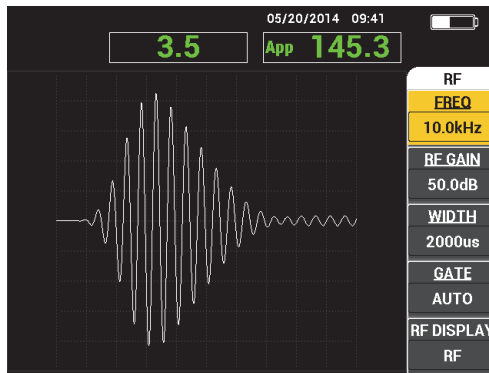 05/20/2014 09:41
3.5
App 145.3
RF
FREQ
10.0kHz
RF GAIN
50.0dB
WIDTH
2000us
GATE
AUTO
RF DISPLAY
RF